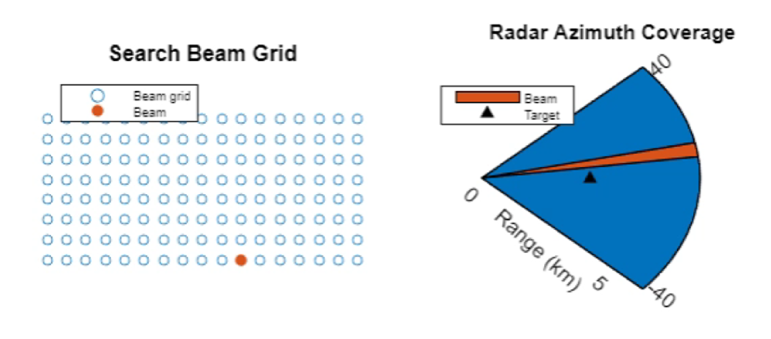 Search Beam Grid
Beam grid
Beam
Radar Azimuth Coverage
Beam
Target
40
0
Range (km)
5
-40